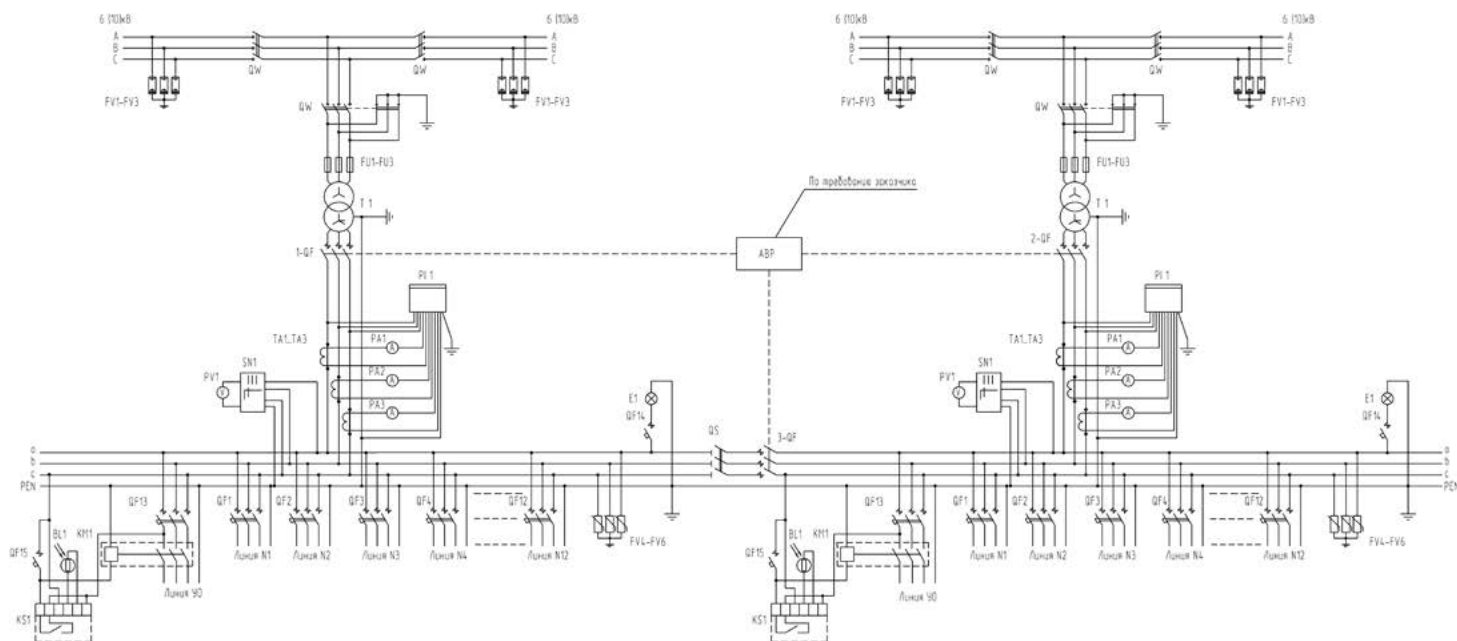 6 (10)кВ 6 (10)кВ 6 (10)кВ 6 (10)кВ
A A
B B
C C
QW QW QW QW
FV1-FV3 FV1-FV3 FV1-FV3 FV1-FV3
QW QW
FU1-FU3 FU1-FU3
По требованию заказчика
T 1 T 1
1-QF АВР 2-QF
PI 1 PI 1
TA1...TA3 PA1 TA1...TA3 PA1
SN1 SN1
PV1 PA2 PV1 PA2
V A V A
E1 E1
PA3 QF14 PA3 QF14
A A
QS 3-QF
a a
b b
c c
PEN PEN
QF13 QF1 QF2 QF3 QF4 QF12 QF13 QF1 QF2 QF3 QF4 QF12
BL1 KM1 BL1 KM1
QF15 Линия N1 Линия N2 Линия N3 Линия N4 Линия N12 FV4-FV6 QF15 Линия N1 Линия N2 Линия N3 Линия N4 Линия N12 FV4-FV6
Линия УО Линия УО
KS1 KS1